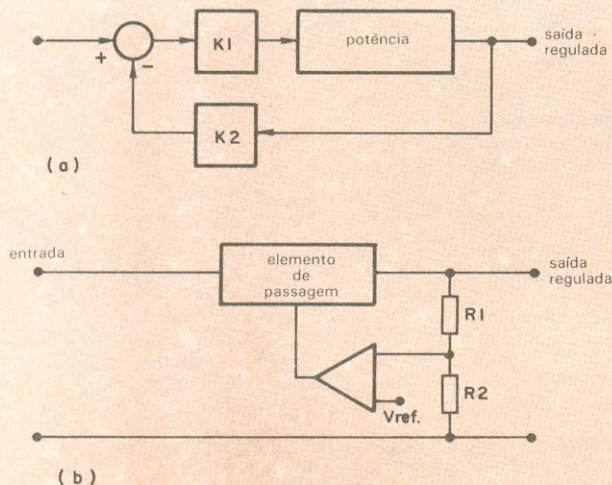 K1
potência
saída
regulada
+
−
K2
(a)
entrada
elemento
de
passagem
saída
regulada
R1
R2
Vref.
(b)